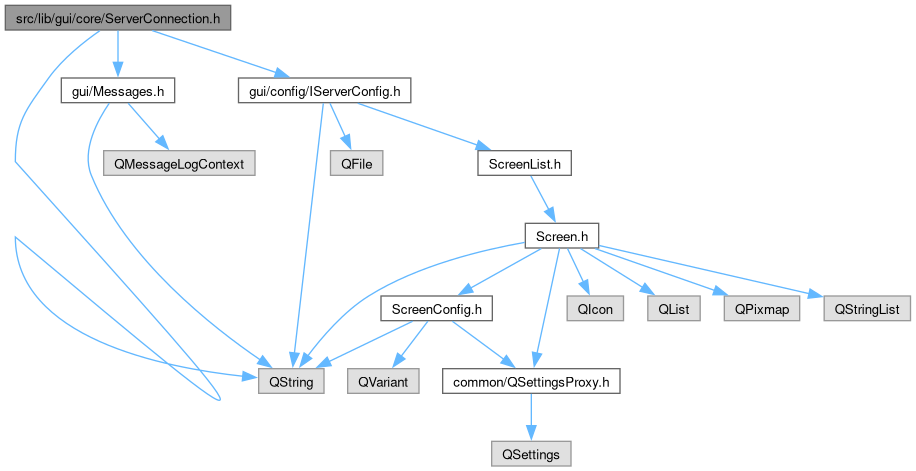 src/lib/gui/core/ServerConnection.h
gui/Messages.h
gui/config/IServerConfig.h
QMessageLogContext
QFile
ScreenList.h
Screen.h
ScreenConfig.h
QIcon
QList
QPixmap
QStringList
QString
QVariant
common/QSettingsProxy.h
QSettings